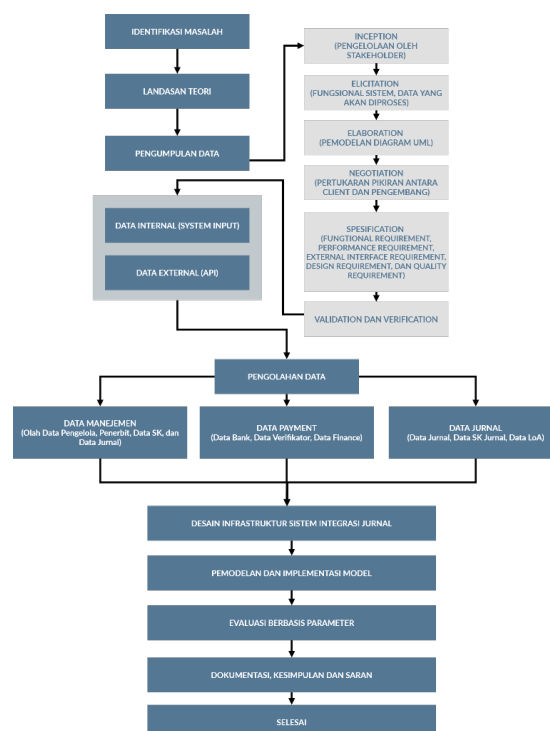 IDENTIFIKASI MASALAH
LANDASAN TEORI
PENGUMPULAN DATA
INCEPTION
(PENGELOLAAN OLEH
STAKEHOLDER)
ELICITATION
(FUNGSIONAL SISTEM, DATA YANG
AKAN DIPROSES)
ELABORATION
(PEMODELAN DIAGRAM UML)
NEGOTIATION
(PERTUKARAN PIKIRAN ANTARA
CLIENT DAN PENGEMBANG)
SPESIFICATION
(FUNGTIONAL REQUIREMENT,
PERFORMANCE REQUIREMENT,
EXTERNAL INTERFACE REQUIREMENT,
DESIGN REQUIREMENT, DAN QUALITY
REQUIREMENT)
VALIDATION DAN VERIFICATION
DATA INTERNAL (SYSTEM INPUT)
DATA EXTERNAL (API)
PENGOLAHAN DATA
DATA MANEJEMEN
(Olah Data Pengelola, Penerbit, Data SK, dan
Data Jurnal)
DATA PAYMENT
(Data Bank, Data Verifikator, Data Finance)
DATA JURNAL
(Data Jurnal, Data SK Jurnal, Data LoA)
DESAIN INFRASTRUKTUR SISTEM INTEGRASI JURNAL
PEMODELAN DAN IMPLEMENTASI MODEL
EVALUASI BERBASIS PARAMETER
DOKUMENTASI, KESIMPULAN DAN SARAN
SELESAI